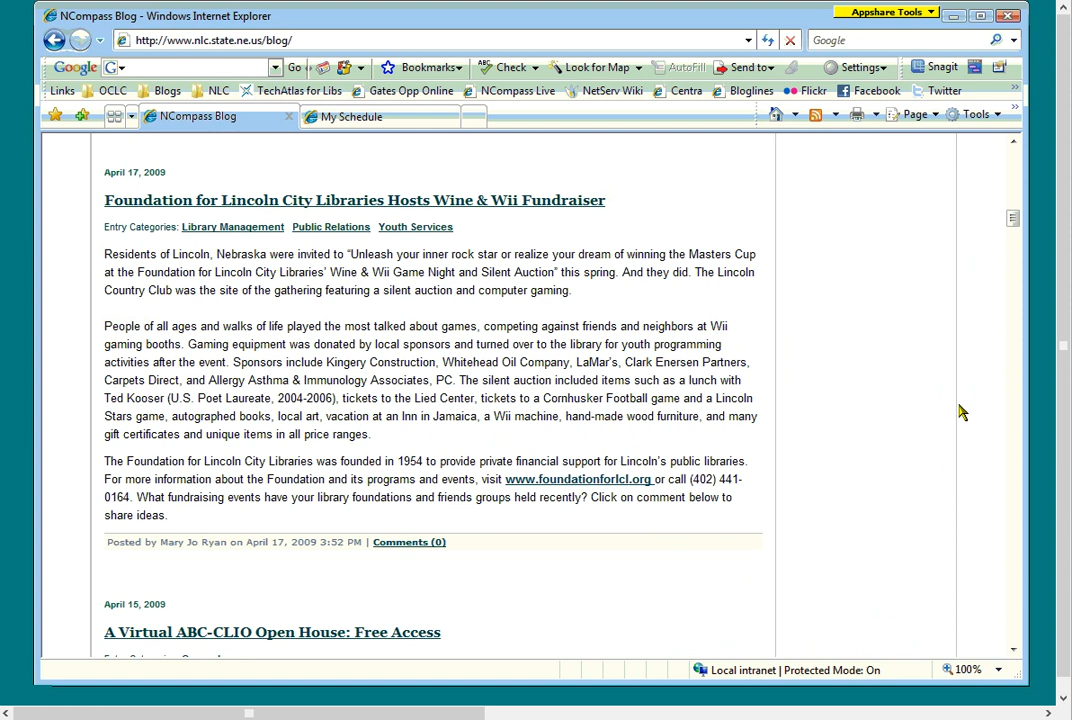 NCompass Blog - Windows Internet Explorer
Appshare Tools
http://www.nlc.state.ne.us/blog/
Google
Google
G
Go
Bookmarks
ABC
Check
Look for Map
AutoFill
Send to
Settings
Snagit
Links
OCLC
Blogs
NLC
TechAtlas for Libs
Gates Opp Online
NCompass Live
NetServ Wiki
Centra
Bloglines
Flickr
Facebook
Twitter
NCompass Blog
My Schedule
Page
Tools
April 17, 2009
Foundation for Lincoln City Libraries Hosts Wine & Wii Fundraiser
Entry Categories: Library Management Public Relations Youth Services
Residents of Lincoln, Nebraska were invited to “Unleash your inner rock star or realize your dream of winning the Masters Cup
at the Foundation for Lincoln City Libraries’ Wine & Wii Game Night and Silent Auction” this spring. And they did. The Lincoln
Country Club was the site of the gathering featuring a silent auction and computer gaming.
People of all ages and walks of life played the most talked about games, competing against friends and neighbors at Wii
gaming booths. Gaming equipment was donated by local sponsors and turned over to the library for youth programming
activities after the event. Sponsors include Kingery Construction, Whitehead Oil Company, LaMar’s, Clark Enersen Partners,
Carpets Direct, and Allergy Asthma & Immunology Associates, PC. The silent auction included items such as a lunch with
Ted Kooser (U.S. Poet Laureate, 2004-2006), tickets to the Lied Center, tickets to a Cornhusker Football game and a Lincoln
Stars game, autographed books, local art, vacation at an Inn in Jamaica, a Wii machine, hand-made wood furniture, and many
gift certificates and unique items in all price ranges.
The Foundation for Lincoln City Libraries was founded in 1954 to provide private financial support for Lincoln’s public libraries.
For more information about the Foundation and its programs and events, visit www.foundationforlcl.org or call (402) 441-
0164. What fundraising events have your library foundations and friends groups held recently? Click on comment below to
share ideas.
Posted by Mary Jo Ryan on April 17, 2009 3:52 PM | Comments (0)
April 15, 2009
A Virtual ABC-CLIO Open House: Free Access
Local intranet | Protected Mode: On
100%